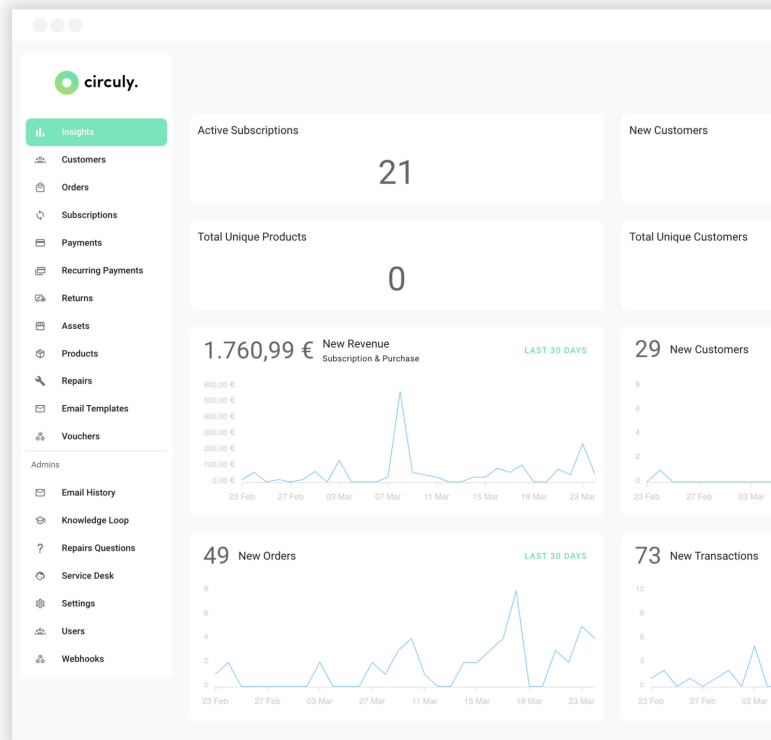 circuly.
Insights
Customers
Orders
Subscriptions
Payments
Recurring Payments
Returns
Assets
Products
Repairs
Email Templates
Vouchers
Admins
Email History
Knowledge Loop
Repairs Questions
Service Desk
Settings
Users
Webhooks
Active Subscriptions
21
New Customers
Total Unique Products
0
Total Unique Customers
1.760,99 €
New Revenue
Subscription & Purchase
LAST 30 DAYS
600,00 €
500,00 €
400,00 €
300,00 €
200,00 €
100,00 €
0,00 €
23 Feb 27 Feb 03 Mar 07 Mar 11 Mar 15 Mar 19 Mar 23 Mar
29 New Customers
8
6
4
2
0
23 Feb 27 Feb 03 Mar
49 New Orders
LAST 30 DAYS
8
6
4
2
0
23 Feb 27 Feb 03 Mar 07 Mar 11 Mar 15 Mar 19 Mar 23 Mar
73 New Transactions
12
9
6
3
0
23 Feb 27 Feb 03 Mar